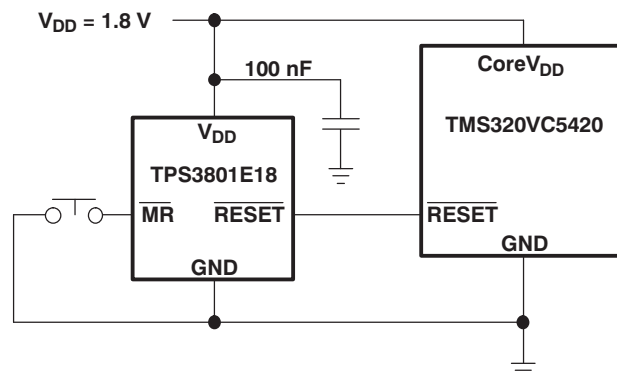 V_DD = 1.8 V
100 nF
CoreV_DD
V_DD
TMS320VC5420
TPS3801E18
MR RESET
RESET
GND
GND